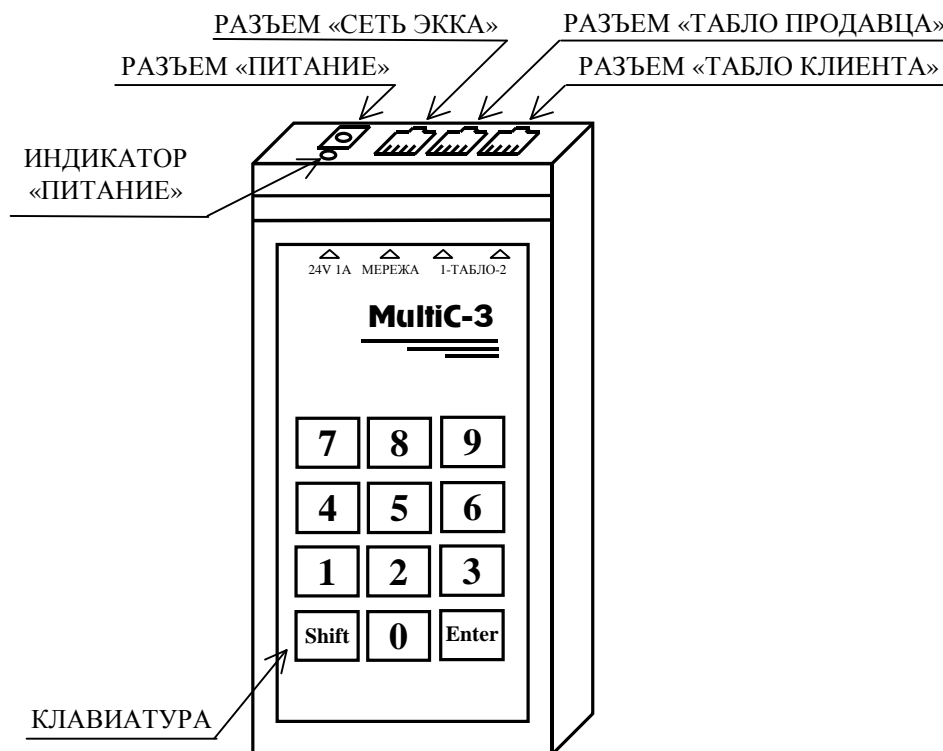 РАЗЪЕМ «СЕТЬ ЭККА»
РАЗЪЕМ «ТАБЛО ПРОДАВЦА»
РАЗЪЕМ «ПИТАНИЕ»
РАЗЪЕМ «ТАБЛО КЛИЕНТА»
ИНДИКАТОР
«ПИТАНИЕ»
24V 1A МЕРЕЖА 1-ТАБЛО-2
MultiC-3
7 8 9
4 5 6
1 2 3
Shift 0 Enter
КЛАВИАТУРА